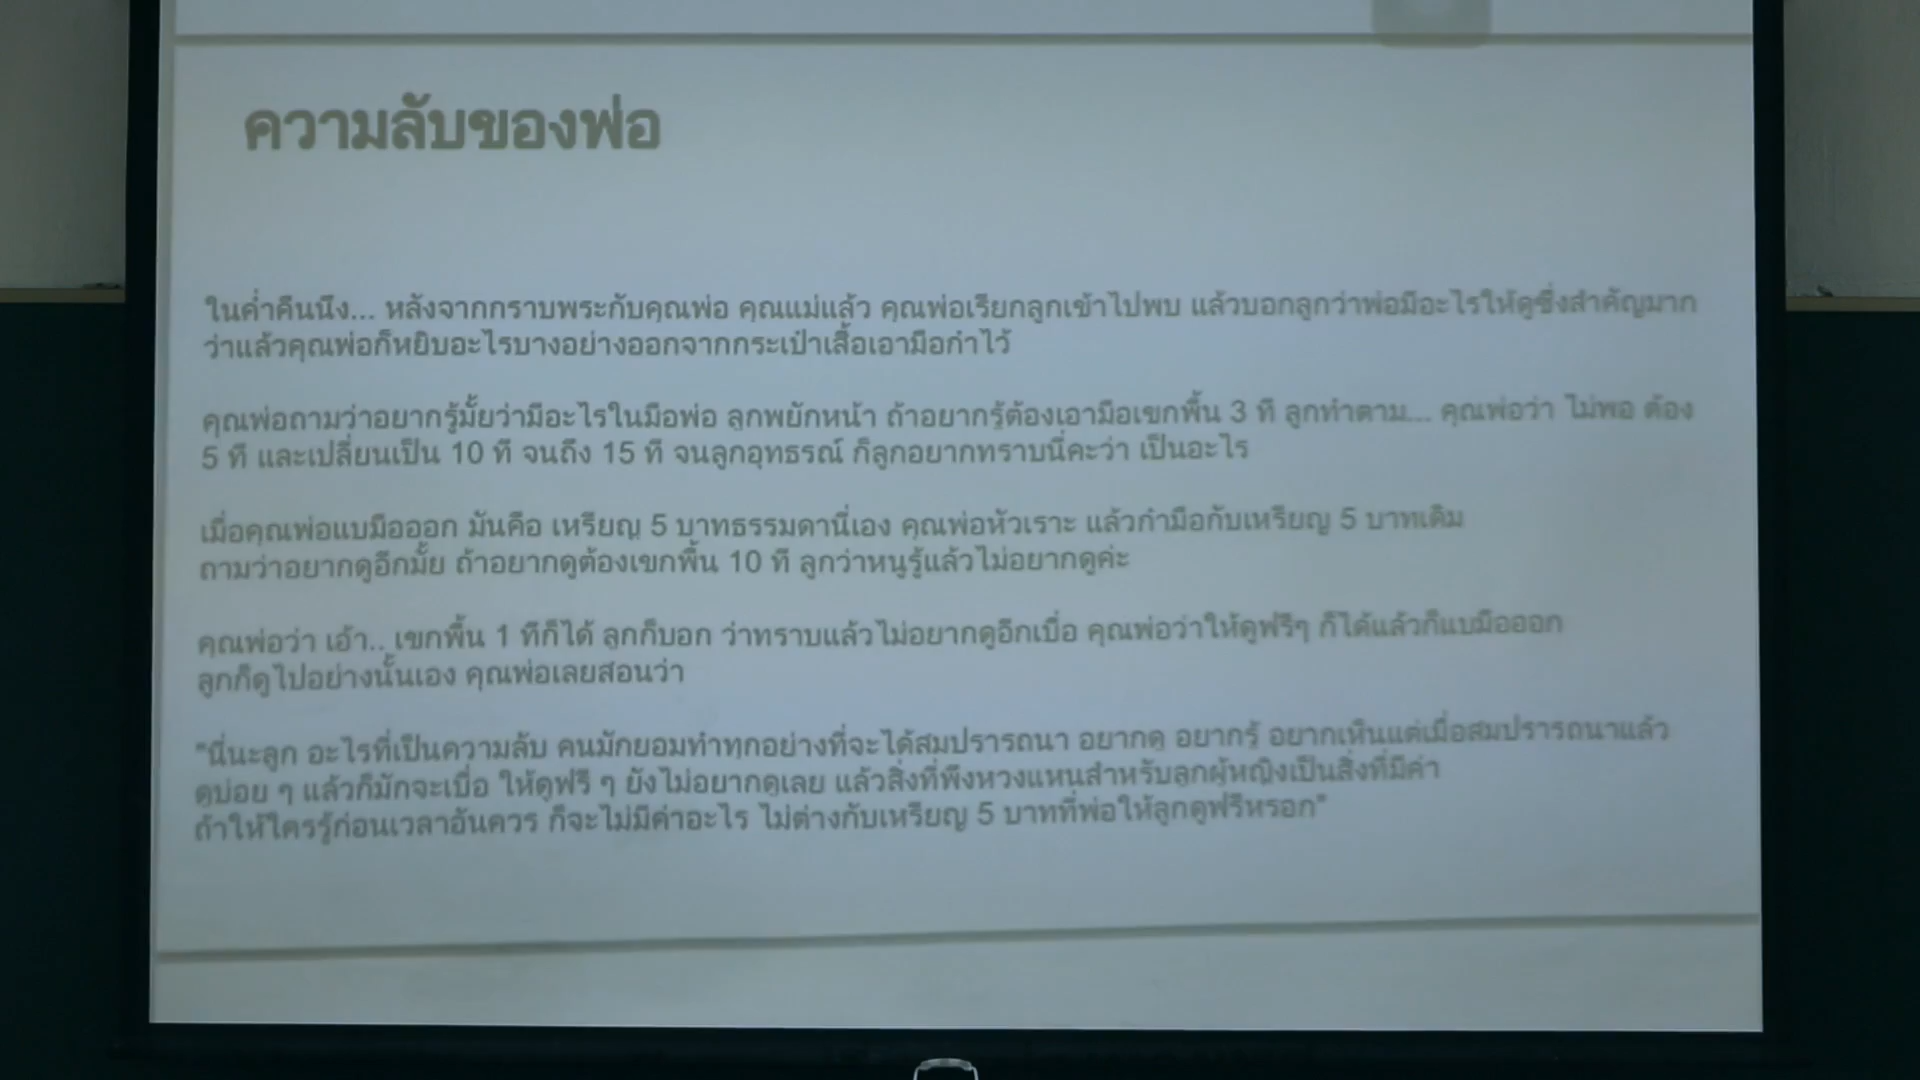 ความลับของพ่อ
ในค่ำคืนนึง... หลังจากกราบพระกับคุณพ่อ คุณแม่แล้ว คุณพ่อเรียกลูกเข้าไปพบ แล้วบอกลูกว่าพ่อมีอะไรให้ดูซึ่งสำคัญมาก
ว่าแล้วคุณพ่อก็หยิบอะไรบางอย่างออกจากกระเป๋าเสื้อเอามือกำไว้
คุณพ่อถามว่าอยากรู้มั้ยว่ามีอะไรในมือพ่อ ลูกพยักหน้า ถ้าอยากรู้ต้องเอามือเขกพื้น 3 ที ลูกทำตาม... คุณพ่อว่า ไม่พอ ต้อง
5 ที และเปลี่ยนเป็น 10 ที จนถึง 15 ที จนลูกอุทธรณ์ ก็ลูกอยากทราบนี่คะว่า เป็นอะไร
เมื่อคุณพ่อแบมือออก มันคือ เหรียญ 5 บาทธรรมดานี่เอง คุณพ่อหัวเราะ แล้วกำมือกับเหรียญ 5 บาทเดิม
ถามว่าอยากดูอีกมั้ย ถ้าอยากดูต้องเขกพื้น 10 ที ลูกว่าหนูรู้แล้วไม่อยากดูค่ะ
คุณพ่อว่า เอ้า.. เขกพื้น 1 ทีก็ได้ ลูกก็บอก ว่าทราบแล้วไม่อยากดูอีกเบื่อ คุณพ่อว่าให้ดูฟรีๆ ก็ได้แล้วก็แบมือออก
ลูกก็ดูไปอย่างนั้นเอง คุณพ่อเลยสอนว่า
"นี่นะลูก อะไรที่เป็นความลับ คนมักยอมทำทุกอย่างที่จะได้สมปรารถนา อยากดู อยากรู้ อยากเห็นแต่เมื่อสมปรารถนาแล้ว
ดูบ่อย ๆ แล้วก็มักจะเบื่อ ให้ดูฟรี ๆ ยังไม่อยากดูเลย แล้วสิ่งที่พึงหวงแหนสำหรับลูกผู้หญิงเป็นสิ่งที่มีค่า
ถ้าให้ใครรู้ก่อนเวลาอันควร ก็จะไม่มีค่าอะไร ไม่ต่างกับเหรียญ 5 บาทที่พ่อให้ลูกดูฟรีหรอก"